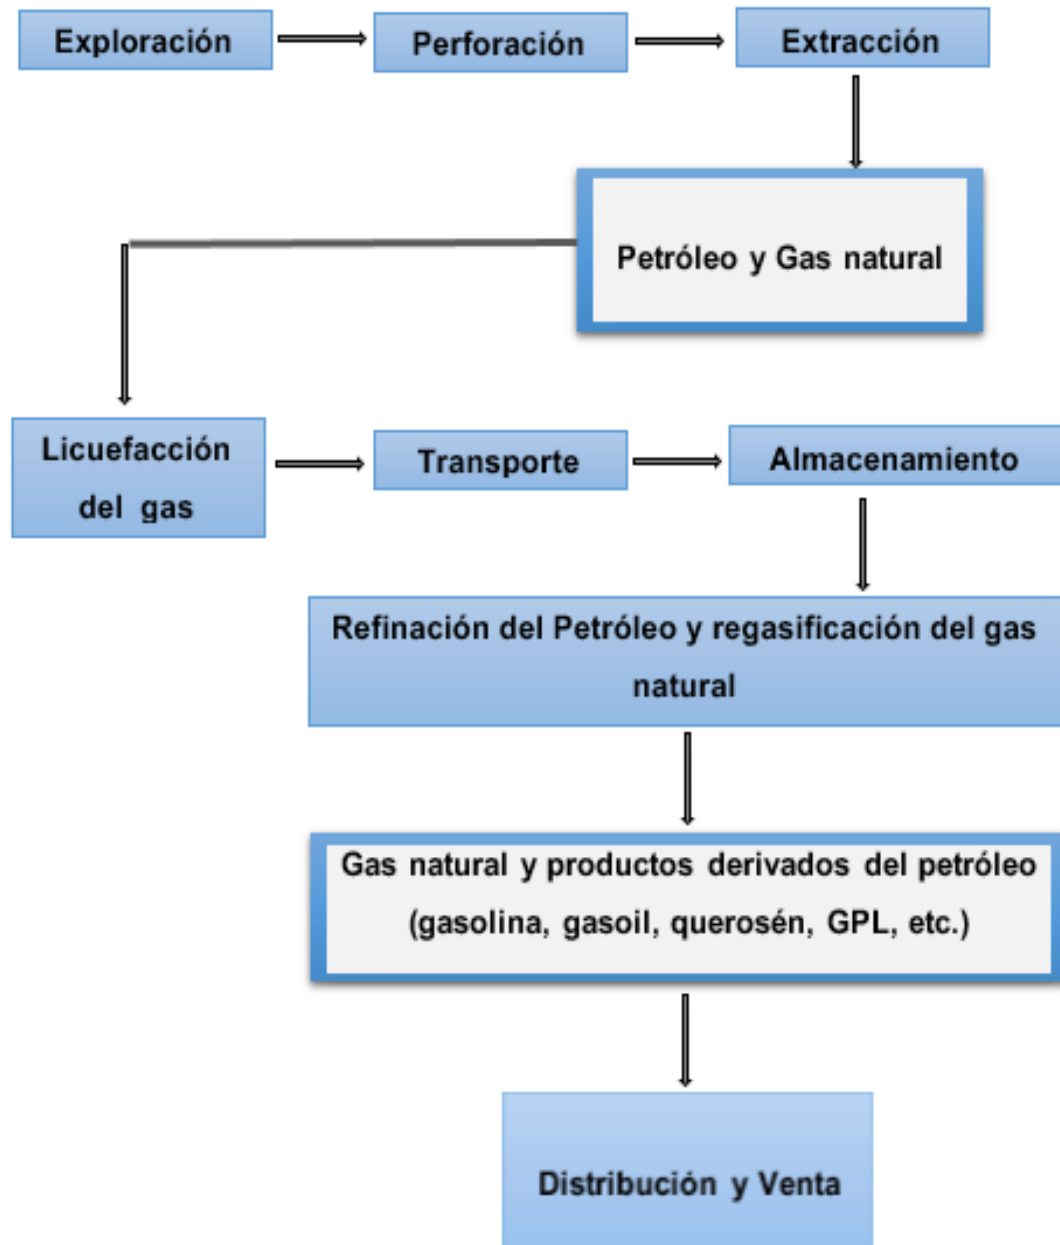 Exploración
Perforación
Extracción
Petróleo y Gas natural
Licuefacción
del gas
Transporte
Almacenamiento
Refinación del Petróleo y regasificación del gas
natural
Gas natural y productos derivados del petróleo
(gasolina, gasoil, querosén, GPL, etc.)
Distribución y Venta